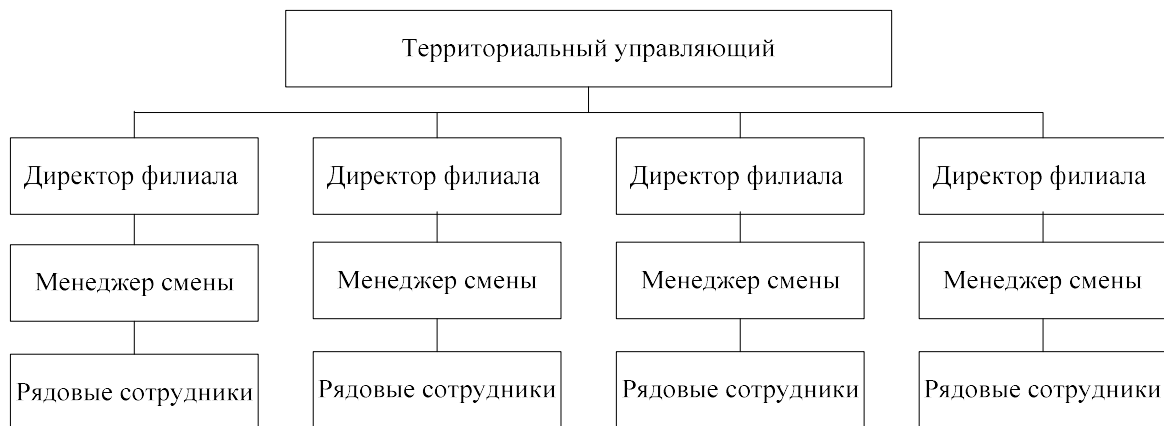 Территориальный управляющий
Директор филиала
Директор филиала
Директор филиала
Директор филиала
Менеджер смены
Менеджер смены
Менеджер смены
Менеджер смены
Рядовые сотрудники
Рядовые сотрудники
Рядовые сотрудники
Рядовые сотрудники